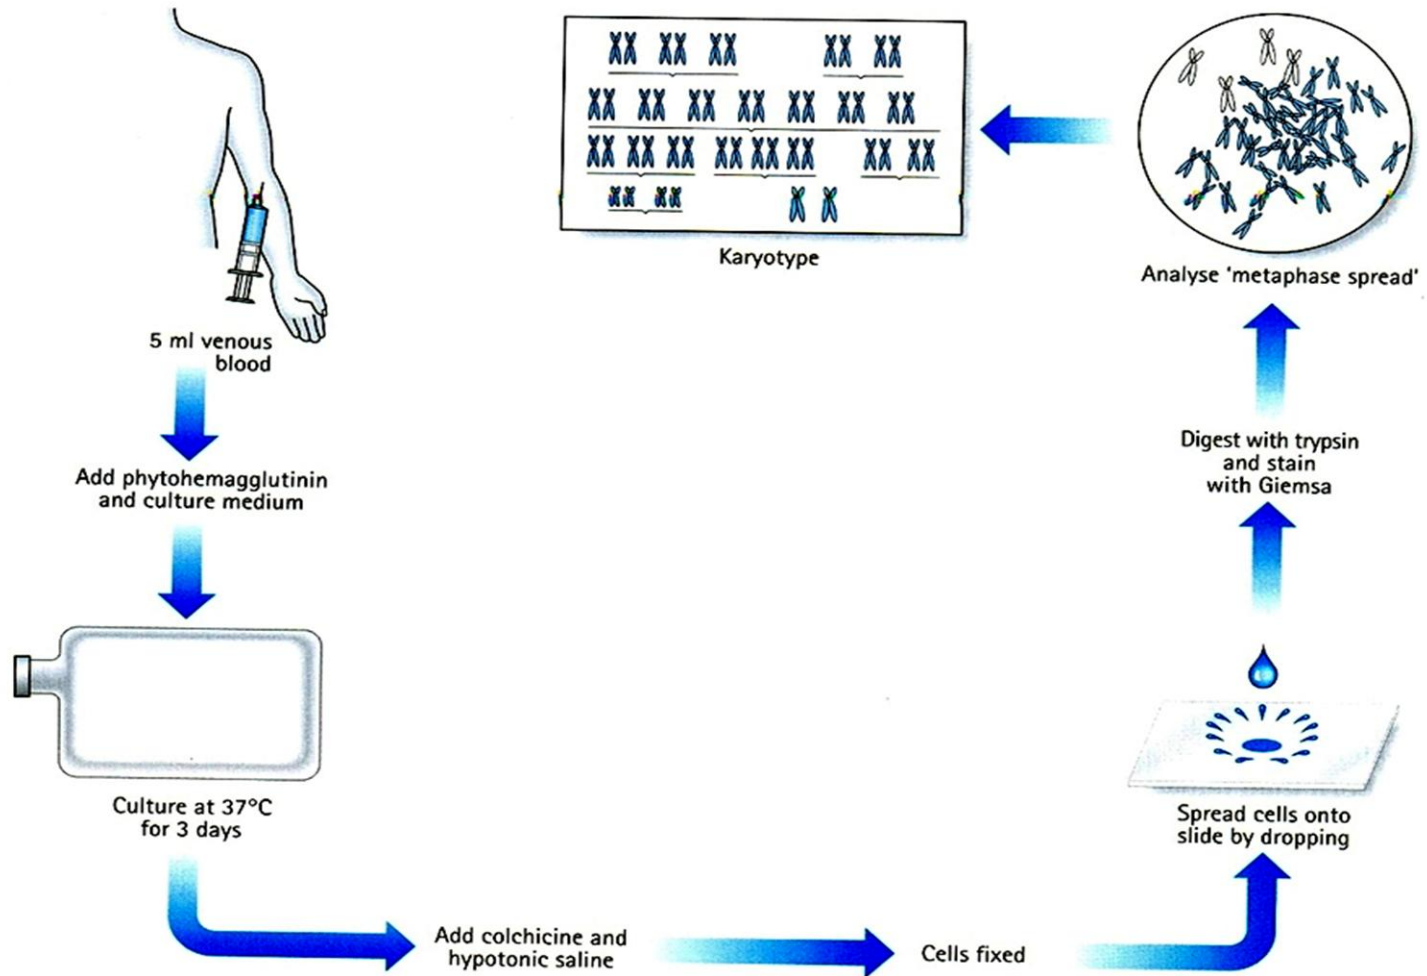 5 ml venous
blood
Add phytohemagglutinin
and culture medium
Culture at 37°C
for 3 days
Add colchicine and
hypotonic saline
Cells fixed
Spread cells onto
slide by dropping
Digest with trypsin
and stain
with Giemsa
Analyse 'metaphase spread'
Karyotype